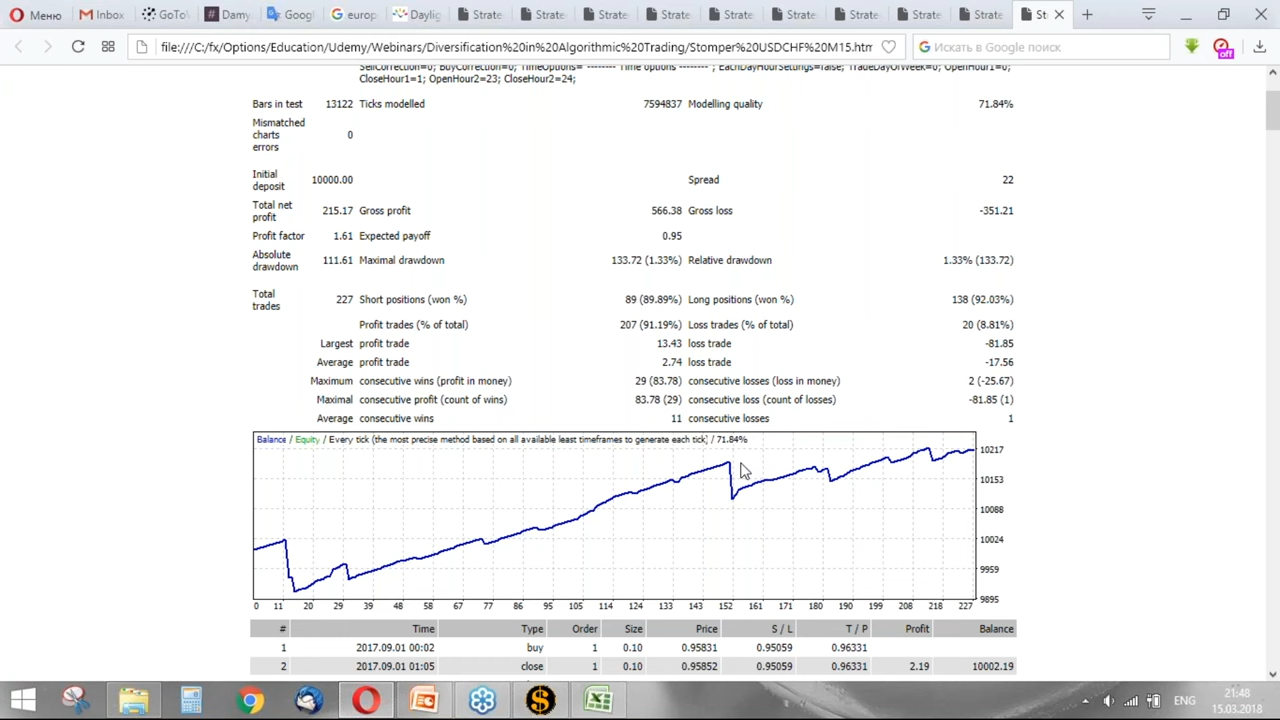 Меню
Inbox
GoToV
Damy
Googl
europ
Daylig
Strate
Strate
Strate
Strate
Strate
Strate
Strate
Strate
Strate
St
file:///C:/fx/Options/Education/Udemy/Webinars/Diversification%20in%20Algorithmic%20Trading/Stomper%20USDCHF%20M15.htm
Искать в Google поиск
off
SellCorrection=0; BuyCorrection=0; TimeOptions= -------- Time options -------- ; EachDayHourSettings=false; TradeDayOfWeek=0; OpenHour1=0;
CloseHour1=1; OpenHour2=23; CloseHour2=24;
Bars in test 13122 Ticks modelled 7594837 Modelling quality 71.84%
Mismatched
charts
errors 0
Initial
deposit 10000.00 Spread 22
Total net
profit 215.17 Gross profit 566.38 Gross loss -351.21
Profit factor 1.61 Expected payoff 0.95
Absolute
drawdown 111.61 Maximal drawdown 133.72 (1.33%) Relative drawdown 1.33% (133.72)
Total
trades 227 Short positions (won %) 89 (89.89%) Long positions (won %) 138 (92.03%)
Profit trades (% of total) 207 (91.19%) Loss trades (% of total) 20 (8.81%)
Largest profit trade 13.43 loss trade -81.85
Average profit trade 2.74 loss trade -17.56
Maximum consecutive wins (profit in money) 29 (83.78) consecutive losses (loss in money) 2 (-25.67)
Maximal consecutive profit (count of wins) 83.78 (29) consecutive loss (count of losses) -81.85 (1)
Average consecutive wins 11 consecutive losses 1
Balance / Equity / Every tick (the most precise method based on all available least timeframes to generate each tick) / 71.84%
10217
10153
10088
10024
9959
9895
0 11 20 29 39 48 58 67 77 86 95 105 114 124 133 143 152 161 171 180 190 199 208 218 227
# Time Type Order Size Price S / L T / P Profit Balance
1 2017.09.01 00:02 buy 1 0.10 0.95831 0.95059 0.96331
2 2017.09.01 01:05 close 1 0.10 0.95852 0.95059 0.96331 2.19 10002.19
ENG
21:48
15.03.2018